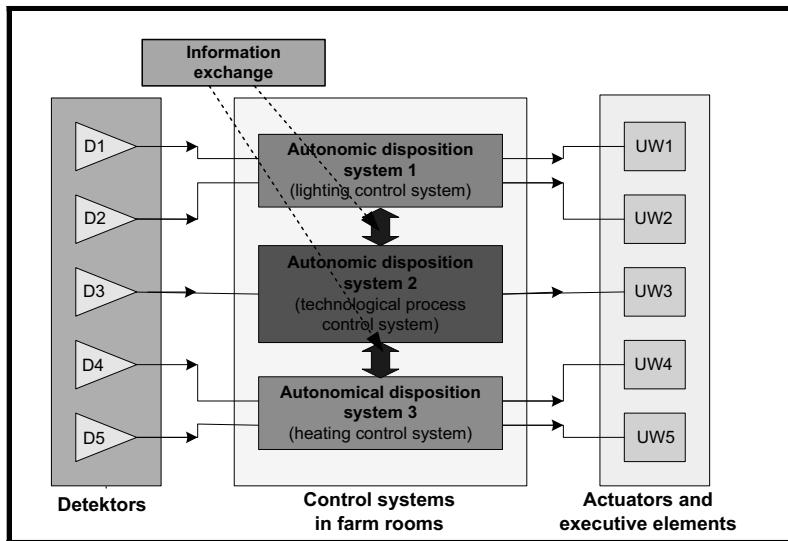 Information
exchange
D1
D2
D3
D4
D5
Detektors
Autonomic disposition
system 1
(lighting control system)
Autonomic disposition
system 2
(technological process
control system)
Autonomical disposition
system 3
(heating control system)
Control systems
in farm rooms
UW1
UW2
UW3
UW4
UW5
Actuators and
executive elements